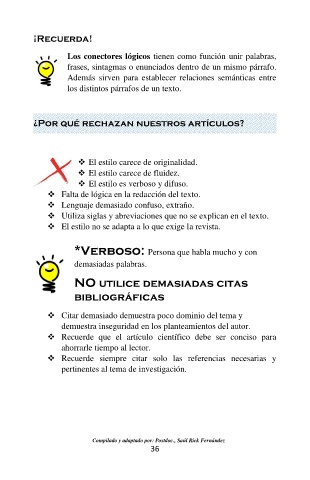 ¡Recuerda!
Los conectores lógicos tienen como función unir palabras,
frases, sintagmas o enunciados dentro de un mismo párrafo.
Además sirven para establecer relaciones semánticas entre
los distintos párrafos de un texto.
¿Por qué rechazan nuestros artículos?
❖ El estilo carece de originalidad.
❖ El estilo carece de fluidez.
❖ El estilo es verboso y difuso.
❖ Falta de lógica en la redacción del texto.
❖ Lenguaje demasiado confuso, extraño.
❖ Utiliza siglas y abreviaciones que no se explican en el texto.
❖ El estilo no se adapta a lo que exige la revista.
*Verboso: Persona que habla mucho y con
demasiadas palabras.
NO utilice demasiadas citas
bibliográficas
❖ Citar demasiado demuestra poco dominio del tema y
demuestra inseguridad en los planteamientos del autor.
❖ Recuerde que el artículo científico debe ser conciso para
ahorrarle tiempo al lector.
❖ Recuerde siempre citar solo las referencias necesarias y
pertinentes al tema de investigación.
Compilado y adaptado por: Postdoc., Saúl Rick Fernández
36